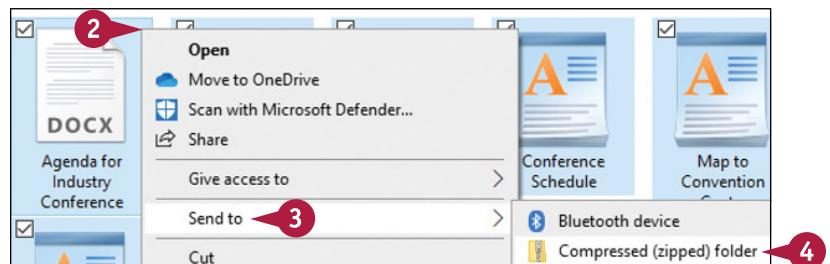 2
Open
Move to OneDrive
Scan with Microsoft Defender...
Share
DOCX
Agenda for
Industry
Conference
Conference
Schedule
Map to
Convention
Give access to
Send to
3
Bluetooth device
Cut
Compressed (zipped) folder
4